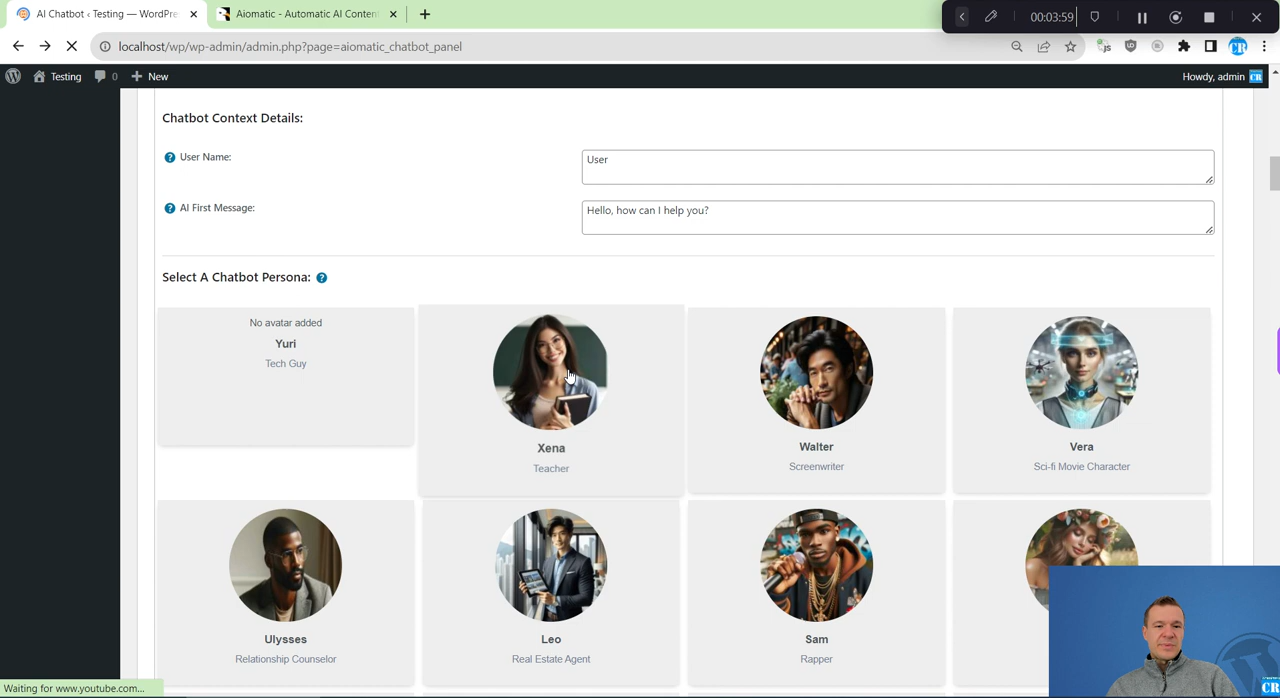 AI Chatbot ‹ Testing — WordPre
Aiomatic - Automatic AI Conten
00:03:59
localhost/wp/wp-admin/admin.php?page=aiomatic_chatbot_panel
CR
Testing
0
New
Howdy, admin
CR
Chatbot Context Details:
User Name:
User
AI First Message:
Hello, how can I help you?
Select A Chatbot Persona:
No avatar added
Yuri
Tech Guy
Xena
Teacher
Walter
Screenwriter
Vera
Sci-fi Movie Character
Ulysses
Relationship Counselor
Leo
Real Estate Agent
Sam
Rapper
Waiting for www.youtube.com...
CR